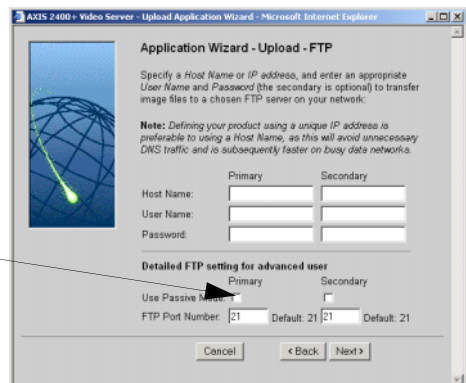 AXIS 2400+ Video Server - Upload Application Wizard - Microsoft Internet Explorer
Application Wizard - Upload - FTP
Specify a Host Name or IP address, and enter an appropriate
User Name and Password (the secondary is optional) to transfer
image files to a chosen FTP server on your network:
Note: Defining your product using a unique IP address is
preferable to using a Host Name, as this will avoid unnecessary
DNS traffic and is subsequently faster on busy data networks.
Primary Secondary
Host Name:
User Name:
Password:
Detailed FTP setting for advanced user
Primary Secondary
Use Passive Mode:
FTP Port Number: 21 Default: 21 21 Default: 21
Cancel < Back Next >